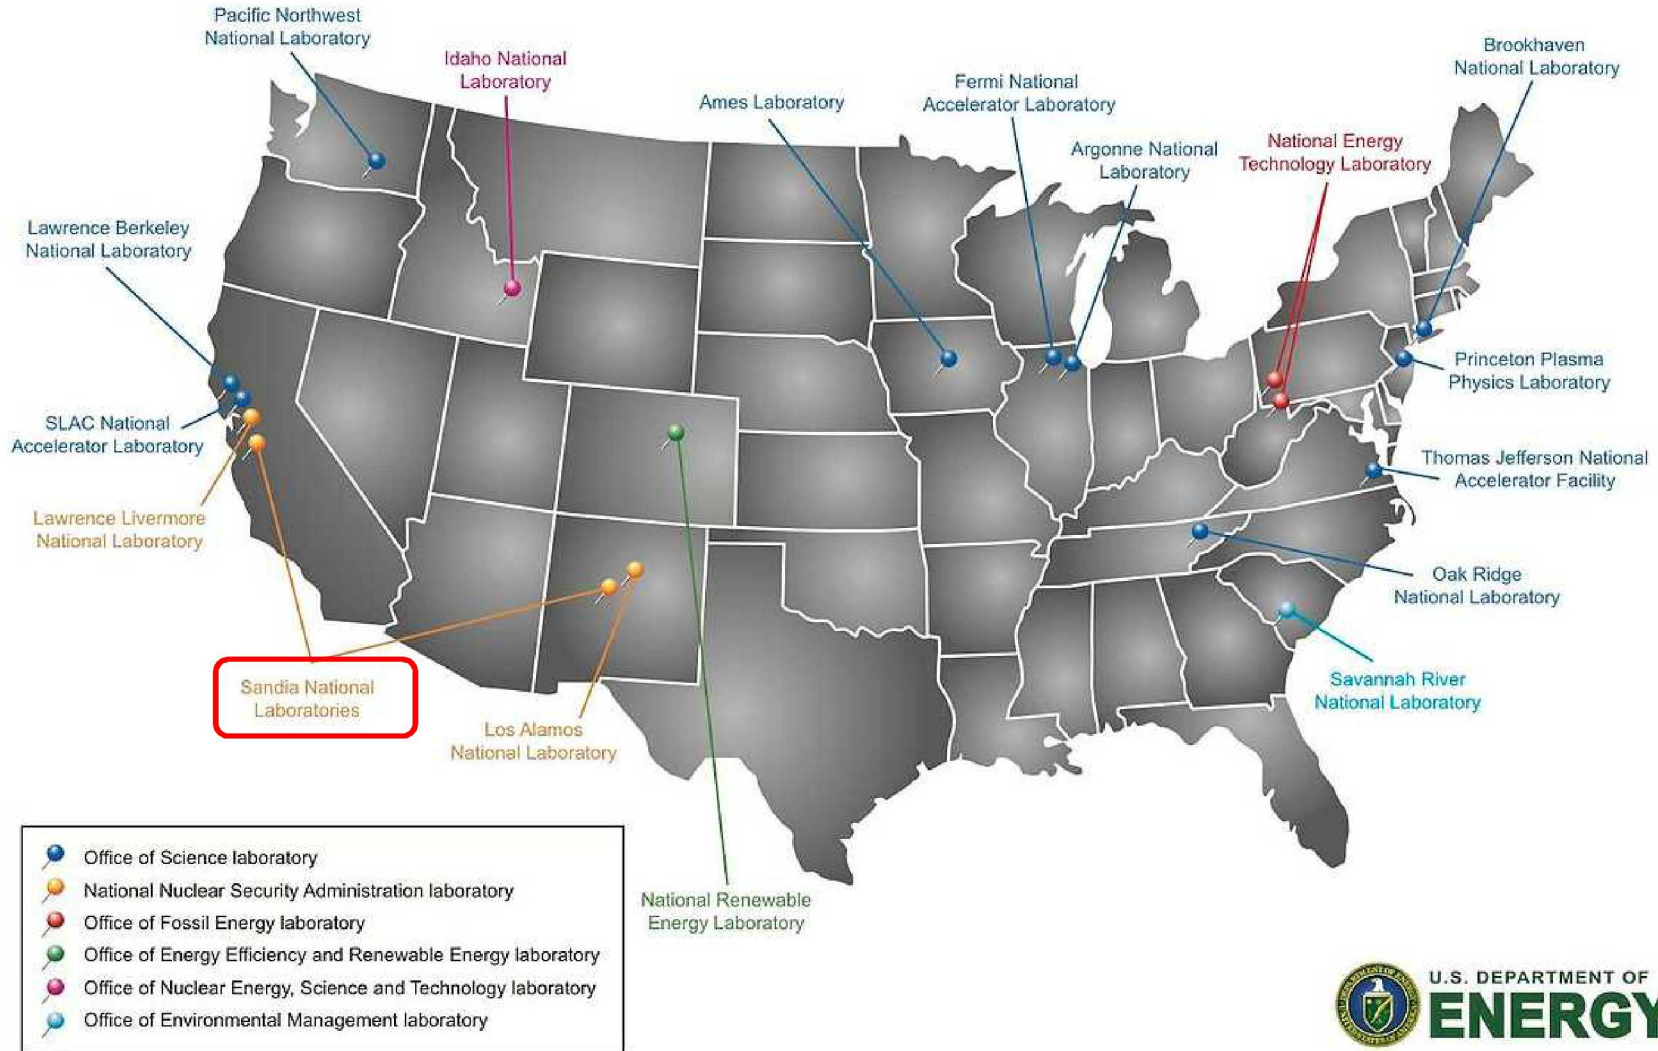 Pacific Northwest
National Laboratory
Idaho National
Laboratory
Ames Laboratory
Fermi National
Accelerator Laboratory
Argonne National
Laboratory
National Energy
Technology Laboratory
Brookhaven
National Laboratory
Lawrence Berkeley
National Laboratory
SLAC National
Accelerator Laboratory
Lawrence Livermore
National Laboratory
Sandia National
Laboratories
Los Alamos
National Laboratory
National Renewable
Energy Laboratory
Princeton Plasma
Physics Laboratory
Thomas Jefferson National
Accelerator Facility
Oak Ridge
National Laboratory
Savannah River
National Laboratory
Office of Science laboratory
National Nuclear Security Administration laboratory
Office of Fossil Energy laboratory
Office of Energy Efficiency and Renewable Energy laboratory
Office of Nuclear Energy, Science and Technology laboratory
Office of Environmental Management laboratory
U.S. DEPARTMENT OF
ENERGY